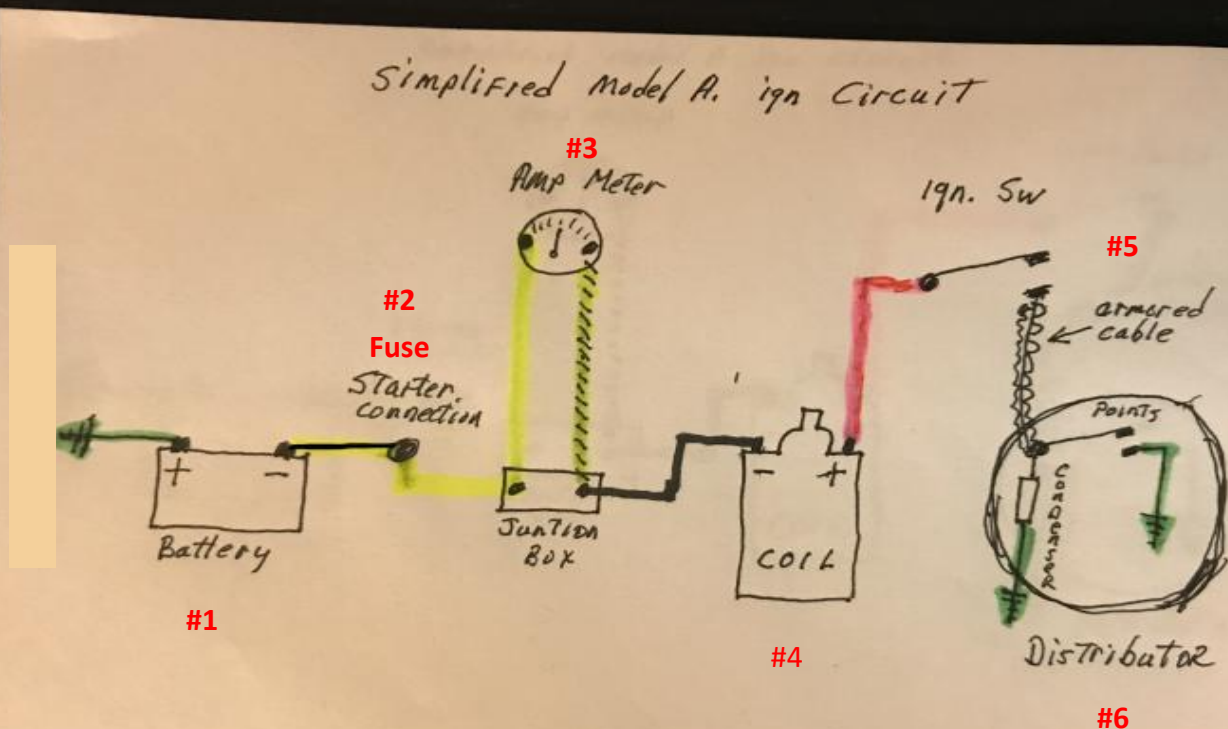 Simplified Model A. ign Circuit
#3
Amp Meter
ign. Sw
#5
#2
Fuse
Starter
connection
armored
cable
Points
+ -
- +
Condenser
Juntion
Box
Battery
COIL
#1
#4
Distributor
#6